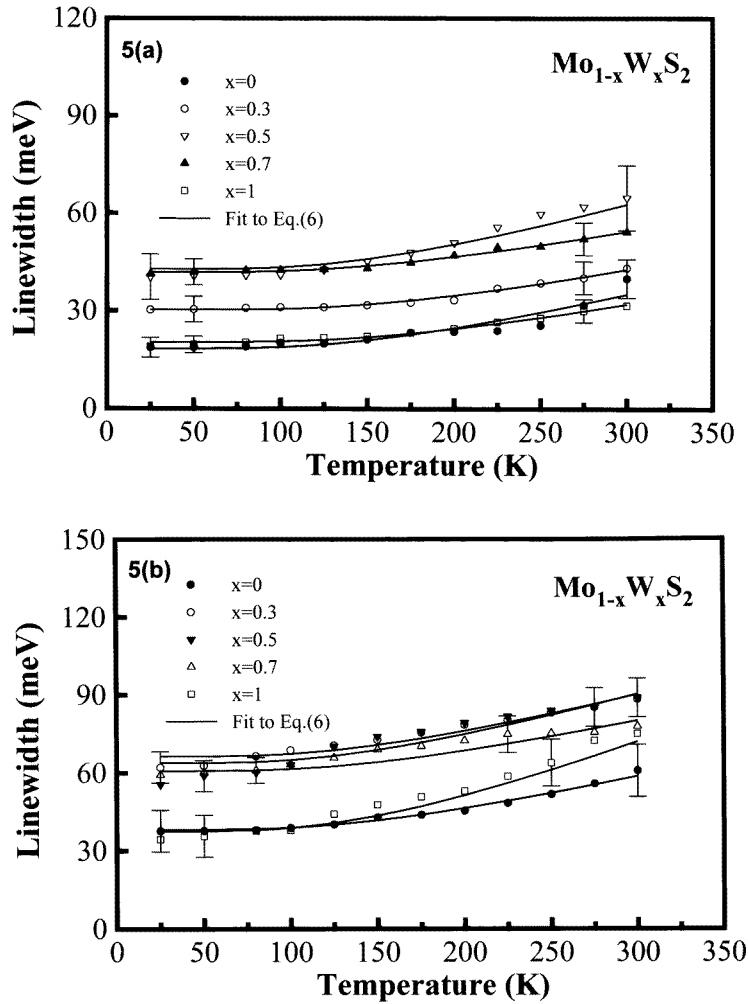 120
5(a)
Mo₁₋ₓWₓS₂
x=0
x=0.3
90
x=0.5
x=0.7
x=1
60
Fit to Eq.(6)
30
0
Linewidth (meV)
0 50 100 150 200 250 300 350
Temperature (K)
150
5(b)
Mo₁₋ₓWₓS₂
x=0
120
x=0.3
x=0.5
x=0.7
90
x=1
Fit to Eq.(6)
60
30
0
Linewidth (meV)
0 50 100 150 200 250 300 350
Temperature (K)